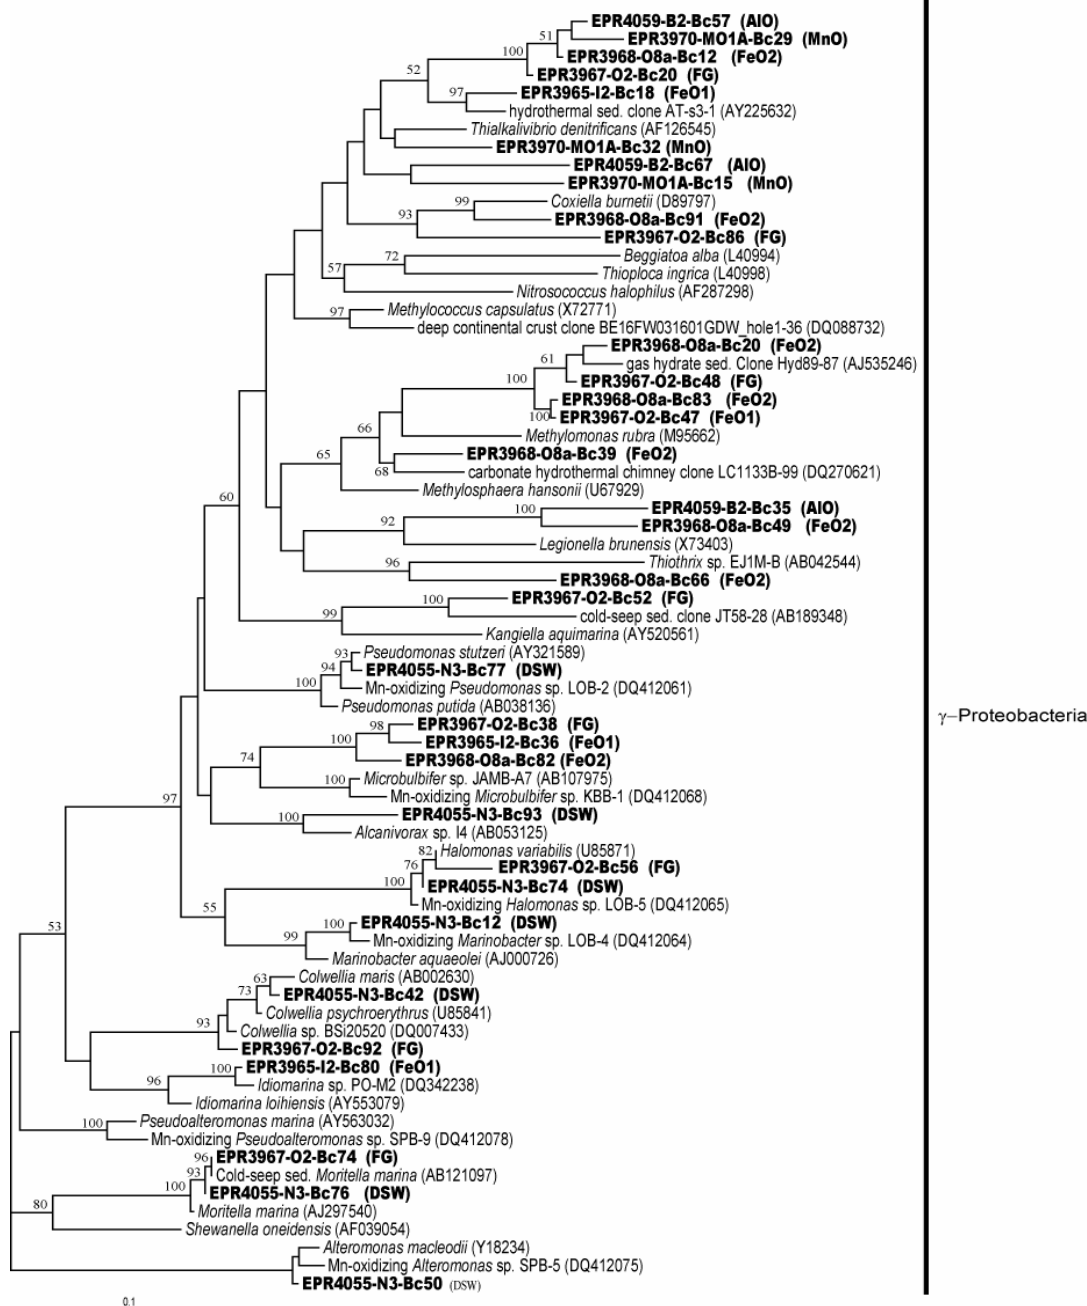 EPR4059-B2-Bc57 (AlO)
51
EPR3970-MO1A-Bc29 (MnO)
100
EPR3968-O8a-Bc12 (FeO2)
52
EPR3967-O2-Bc20 (FG)
97
EPR3965-I2-Bc18 (FeO1)
hydrothermal sed. clone AT-s3-1 (AY225632)
Thialkalivibrio denitrificans (AF126545)
EPR3970-MO1A-Bc32 (MnO)
EPR4059-B2-Bc67 (AlO)
EPR3970-MO1A-Bc15 (MnO)
99
Coxiella burnetii (D89797)
93
EPR3968-O8a-Bc91 (FeO2)
EPR3967-O2-Bc86 (FG)
72
Beggiatoa alba (L40994)
57
Thioploca ingrica (L40998)
Nitrosococcus halophilus (AF287298)
97
Methylococcus capsulatus (X72771)
deep continental crust clone BE16FW031601GDW_hole1-36 (DQ088732)
EPR3968-O8a-Bc20 (FeO2)
61
gas hydrate sed. Clone Hyd89-87 (AJ535246)
100
EPR3967-O2-Bc48 (FG)
EPR3968-O8a-Bc83 (FeO2)
100
EPR3967-O2-Bc47 (FeO1)
66
Methylomonas rubra (M95662)
65
EPR3968-O8a-Bc39 (FeO2)
68
carbonate hydrothermal chimney clone LC1133B-99 (DQ270621)
Methylosphaera hansonii (U67929)
60
100
EPR4059-B2-Bc35 (AlO)
92
EPR3968-O8a-Bc49 (FeO2)
Legionella brunensis (X73403)
96
Thiothrix sp. EJ1M-B (AB042544)
EPR3968-O8a-Bc66 (FeO2)
100
EPR3967-O2-Bc52 (FG)
99
cold-seep sed. clone JT58-28 (AB189348)
Kangiella aquimarina (AY520561)
93
Pseudomonas stutzeri (AY321589)
94
EPR4055-N3-Bc77 (DSW)
100
Mn-oxidizing Pseudomonas sp. LOB-2 (DQ412061)
Pseudomonas putida (AB038136)
γ-Proteobacteria
98
EPR3967-O2-Bc38 (FG)
100
EPR3965-I2-Bc36 (FeO1)
74
EPR3968-O8a-Bc82 (FeO2)
100
Microbulbifer sp. JAMB-A7 (AB107975)
97
Mn-oxidizing Microbulbifer sp. KBB-1 (DQ412068)
100
EPR4055-N3-Bc93 (DSW)
Alcanivorax sp. I4 (AB053125)
82
Halomonas variabilis (U85871)
76
EPR3967-O2-Bc56 (FG)
100
EPR4055-N3-Bc74 (DSW)
55
Mn-oxidizing Halomonas sp. LOB-5 (DQ412065)
100
EPR4055-N3-Bc12 (DSW)
53
99
Mn-oxidizing Marinobacter sp. LOB-4 (DQ412064)
Marinobacter aquaeolei (AJ000726)
63
Colwellia maris (AB002630)
73
EPR4055-N3-Bc42 (DSW)
Colwellia psychroerythrus (U85841)
93
Colwellia sp. BSi20520 (DQ007433)
EPR3967-O2-Bc92 (FG)
100
EPR3965-I2-Bc80 (FeO1)
96
Idiomarina sp. PO-M2 (DQ342238)
Idiomarina loihiensis (AY553079)
100
Pseudoalteromonas marina (AY563032)
Mn-oxidizing Pseudoalteromonas sp. SPB-9 (DQ412078)
96
EPR3967-O2-Bc74 (FG)
93
Cold-seep sed. Moritella marina (AB121097)
100
EPR4055-N3-Bc76 (DSW)
80
Moritella marina (AJ297540)
Shewanella oneidensis (AF039054)
Alteromonas macleodii (Y18234)
Mn-oxidizing Alteromonas sp. SPB-5 (DQ412075)
EPR4055-N3-Bc50 (DSW)
0.1